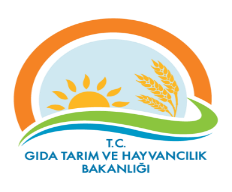 T.C.
GIDA TARIM VE HAYVANCILIK
BAKANLIĞI